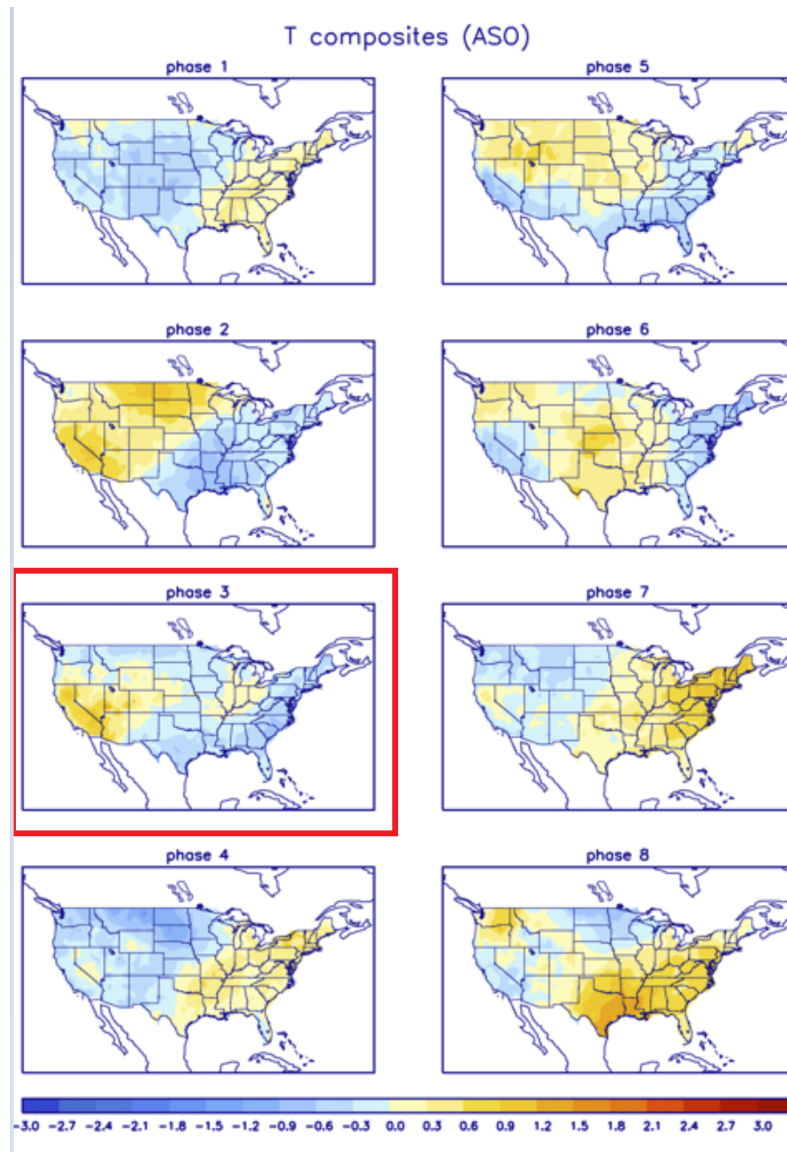 T composites (ASO)
phase 1
phase 5
phase 2
phase 6
phase 3
phase 7
phase 4
phase 8
-3.0 -2.7 -2.4 -2.1 -1.8 -1.5 -1.2 -0.9 -0.6 -0.3 0.0 0.3 0.6 0.9 1.2 1.5 1.8 2.1 2.4 2.7 3.0